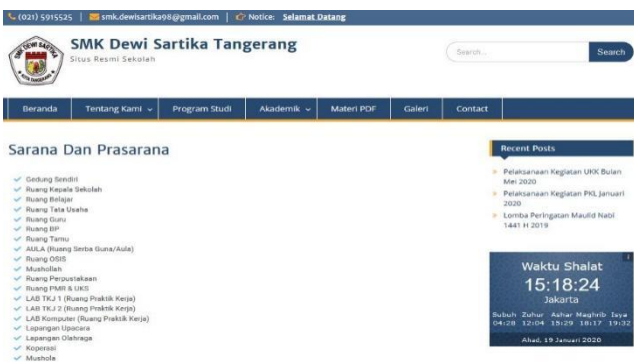 (021) 5915525 | smk.dewisartika98@gmail.com | Notice: Selamat Datang
SMK Dewi Sartika Tangerang
Situs Resmi Sekolah
Search...
Search
Beranda
Tentang Kami
Program Studi
Akademik
Materi PDF
Galeri
Contact
Sarana Dan Prasarana
Gedung Sendiri
Ruang Kepala Sekolah
Ruang Belajar
Ruang Tata Usaha
Ruang Guru
Ruang BP
Ruang Tamu
AULA (Ruang Serba Guna/Aula)
Ruang OSIS
Mushollah
Ruang Perpustakaan
Ruang PMR & UKS
LAB TKJ 1 (Ruang Praktik Kerja)
LAB TKJ 2 (Ruang Praktik Kerja)
LAB Komputer (Ruang Praktik Kerja)
Lapangan Upacara
Lapangan Olahraga
Koperasi
Mushola
Recent Posts
Pelaksanaan Kegiatan UKK Bulan
Mei 2020
Pelaksanaan Kegiatan PKL Januari
2020
Lomba Peringatan Maulid Nabi
1441 H 2019
Waktu Shalat
15:18:24
Jakarta
Subuh Zuhur Ashar Maghrib Isya
04:28 12:04 15:29 18:17 19:32
Ahad, 19 Januari 2020